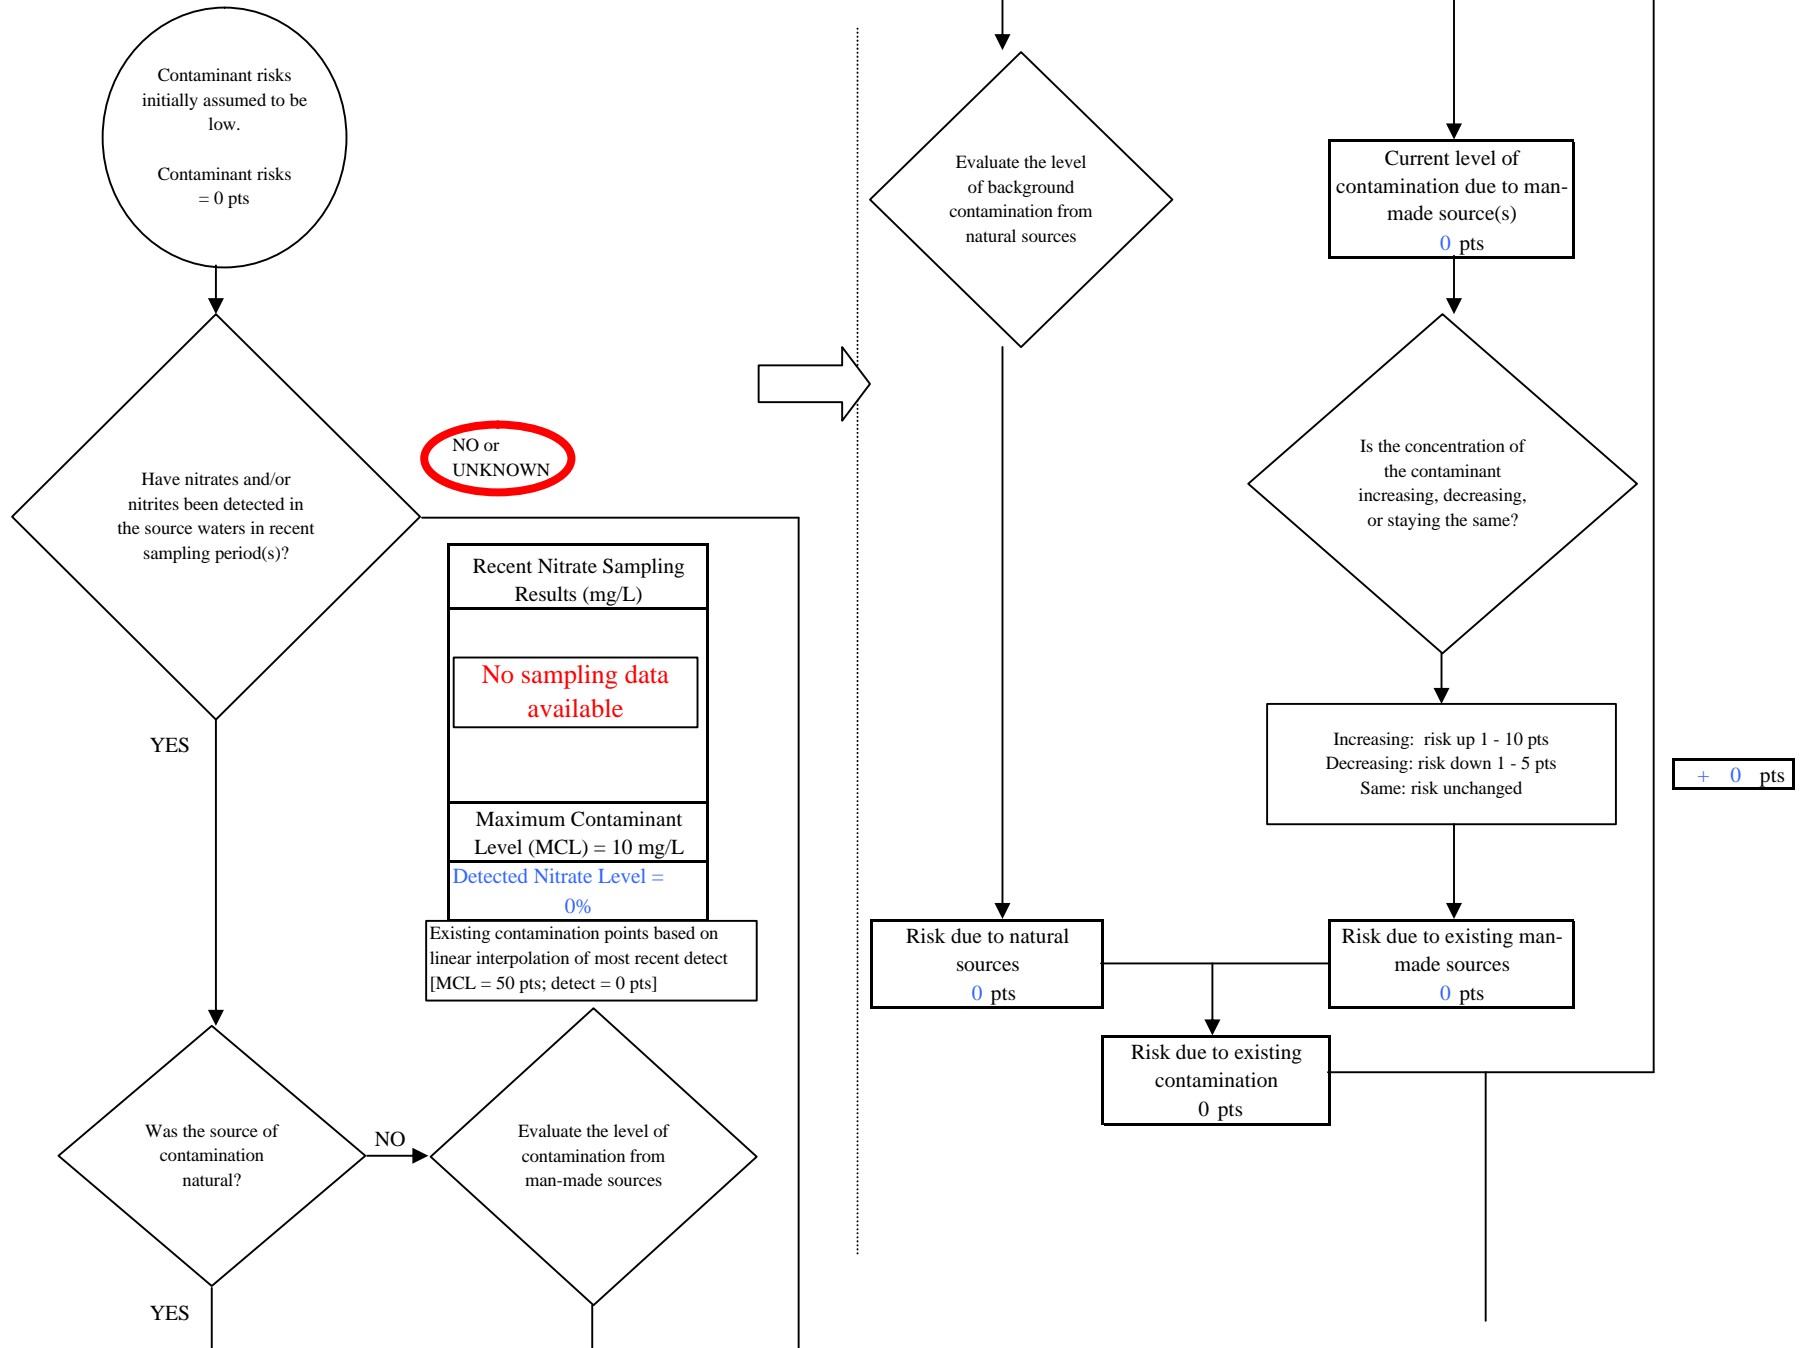 Contaminant risks
initially assumed to be
low.
Contaminant risks
= 0 pts
Have nitrates and/or
nitrites been detected in
the source waters in recent
sampling period(s)?
NO or
UNKNOWN
Recent Nitrate Sampling
Results (mg/L)
No sampling data
available
Maximum Contaminant
Level (MCL) = 10 mg/L
Detected Nitrate Level =
0%
Existing contamination points based on
linear interpolation of most recent detect
[MCL = 50 pts; detect = 0 pts]
YES
Was the source of
contamination
natural?
NO
Evaluate the level of
contamination from
man-made sources
YES
Evaluate the level
of background
contamination from
natural sources
Current level of
contamination due to man-
made source(s)
0 pts
Is the concentration of
the contaminant
increasing, decreasing,
or staying the same?
Increasing: risk up 1 - 10 pts
Decreasing: risk down 1 - 5 pts
Same: risk unchanged
+ 0 pts
Risk due to natural
sources
0 pts
Risk due to existing man-
made sources
0 pts
Risk due to existing
contamination
0 pts